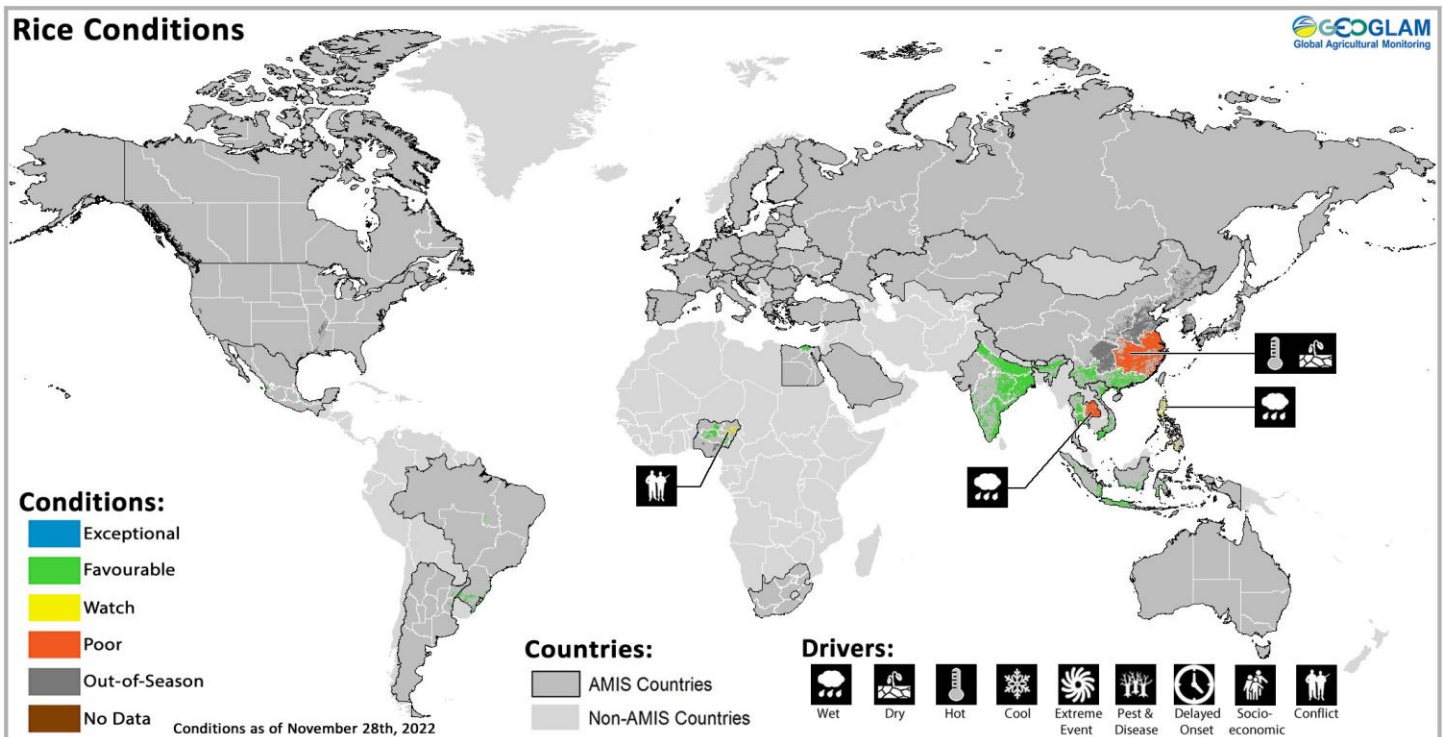 Rice Conditions
GEOGLAM
Global Agricultural Monitoring
Conditions:
Exceptional
Favourable
Watch
Poor
Out-of-Season
No Data
Conditions as of November 28th, 2022
Countries:
AMIS Countries
Non-AMIS Countries
Drivers:
Wet
Dry
Hot
Cool
Extreme
Event
Pest &
Disease
Delayed
Onset
Socio-
economic
Conflict